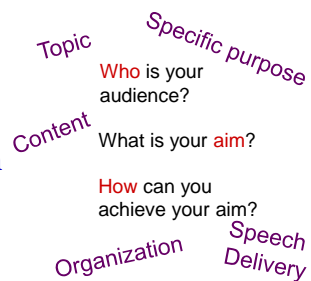 Topic
Specific purpose
Who is your
audience?
Content
What is your aim?
How can you
achieve your aim?
Speech
Delivery
Organization